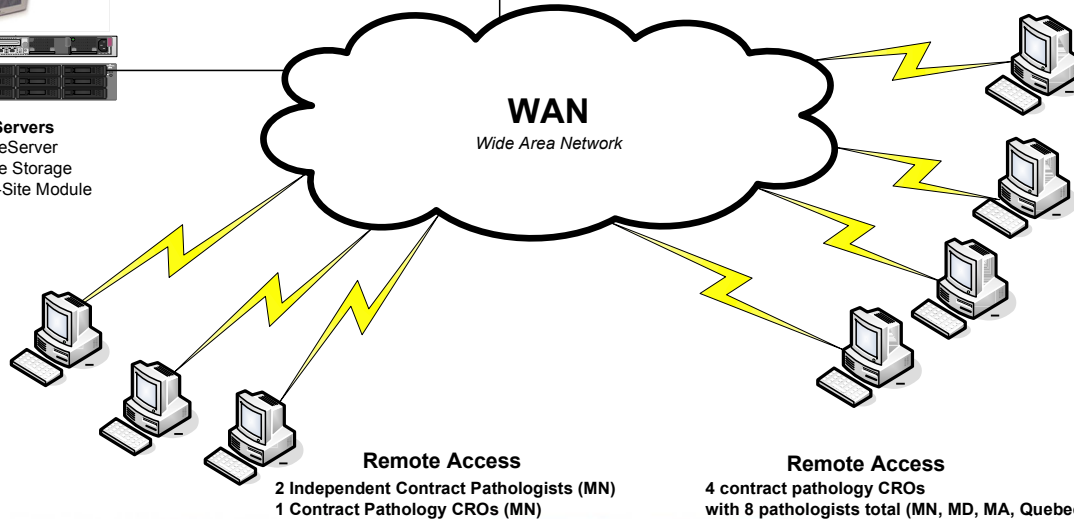 WAN
Wide Area Network
Servers
eServer
e Storage
-Site Module
Remote Access
2 Independent Contract Pathologists (MN)
1 Contract Pathology CROs (MN)
Remote Access
4 contract pathology CROs
with 8 pathologists total (MN, MD, MA, Quebec